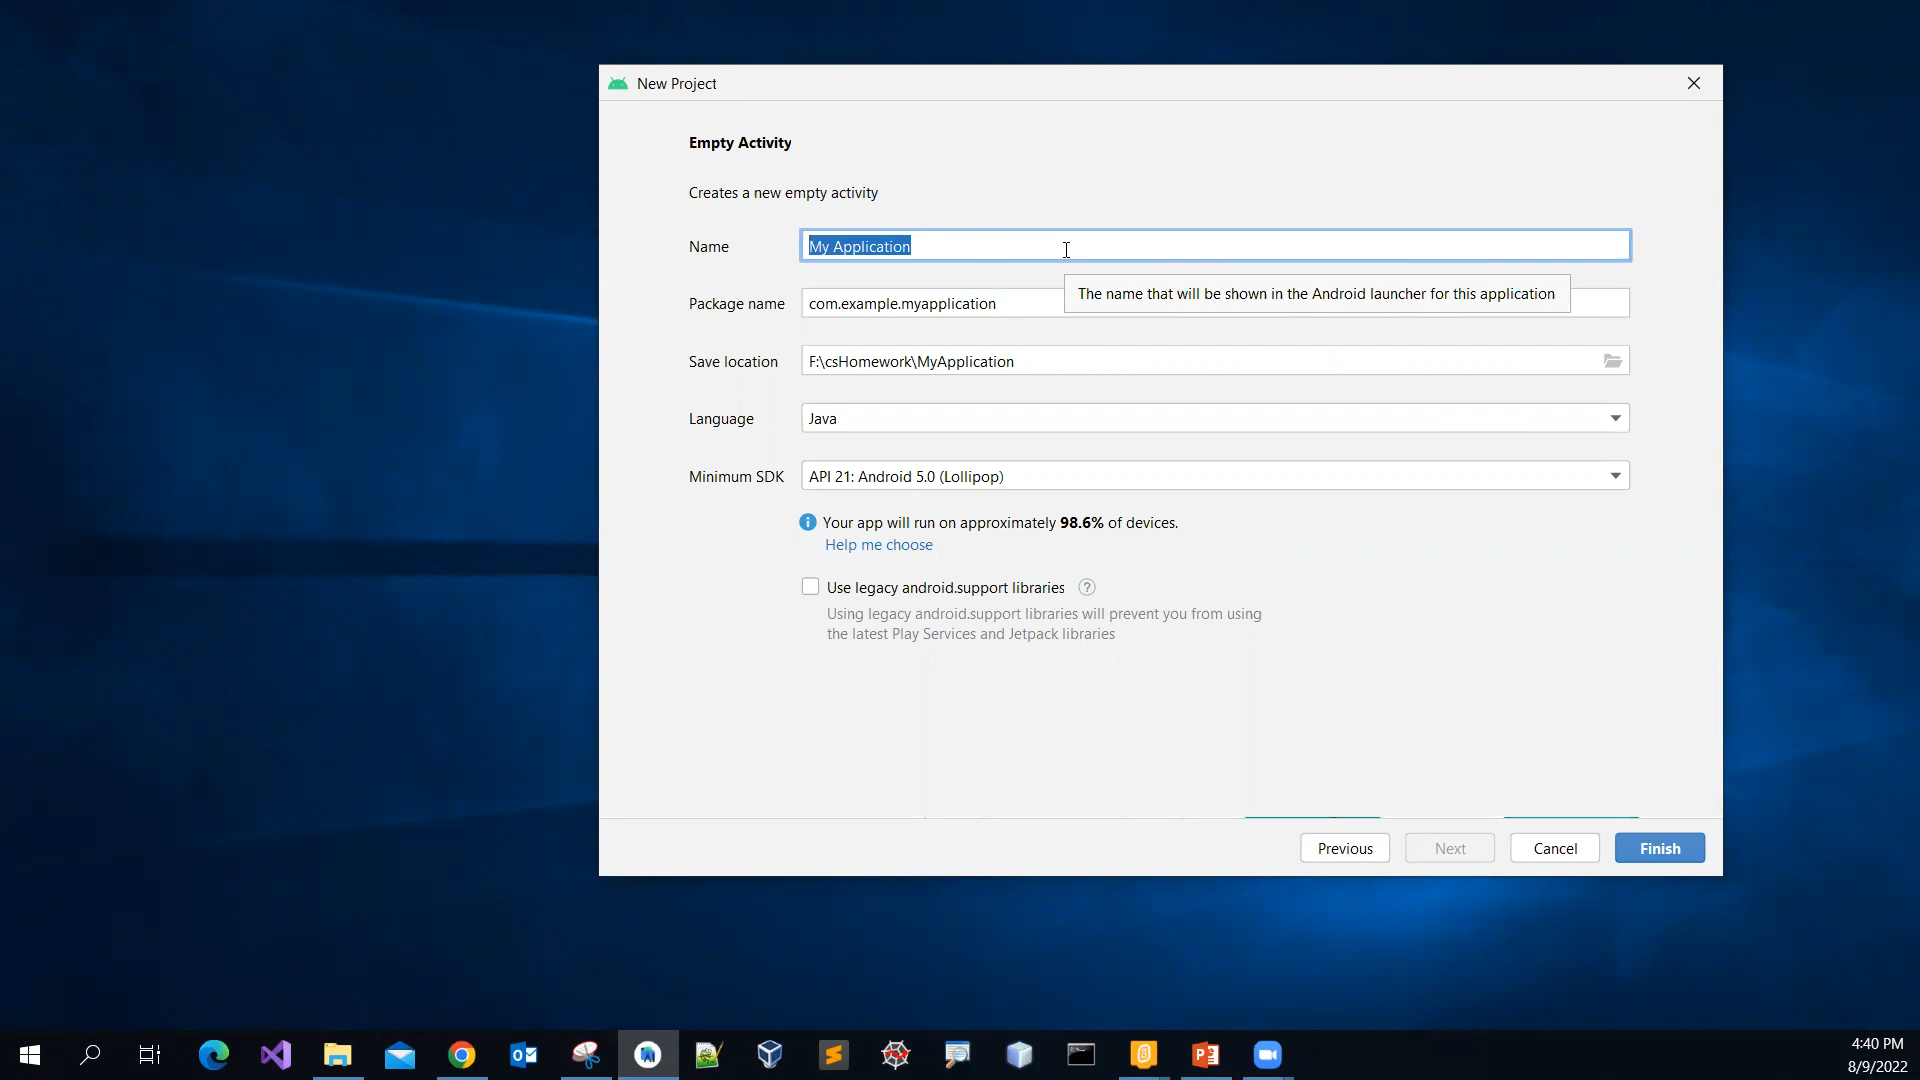 New Project
Empty Activity
Creates a new empty activity
Name My Application
The name that will be shown in the Android launcher for this application
Package name com.example.myapplication
Save location F:\csHomework\MyApplication
Language Java
Minimum SDK API 21: Android 5.0 (Lollipop)
Your app will run on approximately 98.6% of devices.
Help me choose
Use legacy android.support libraries ?
Using legacy android.support libraries will prevent you from using
the latest Play Services and Jetpack libraries
Previous Next Cancel Finish
4:40 PM
8/9/2022